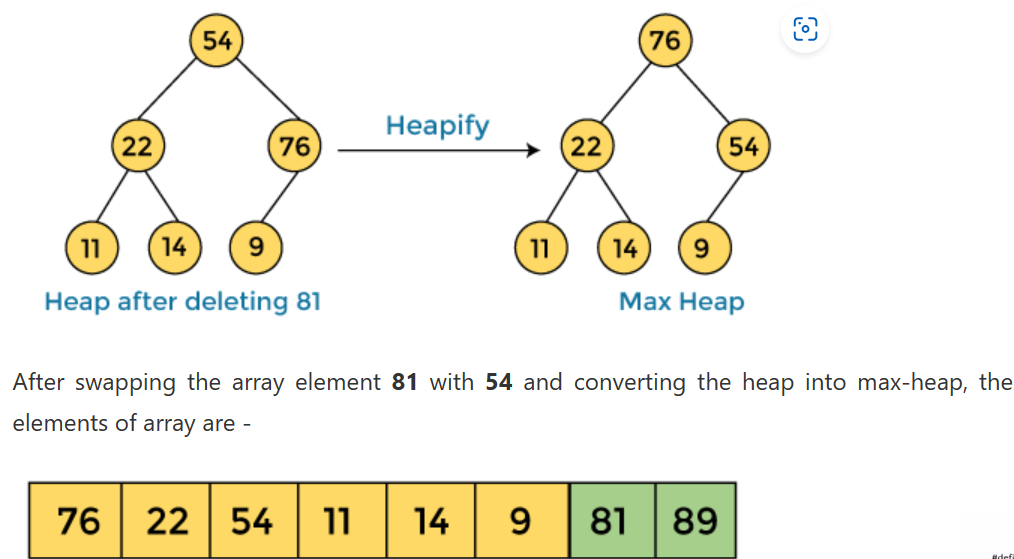 54
76
Heapify
22
76
22
54
11
14
9
11
14
9
Heap after deleting 81
Max Heap
After swapping the array element 81 with 54 and converting the heap into max-heap, the
elements of array are -
76 22 54 11 14 9 81 89